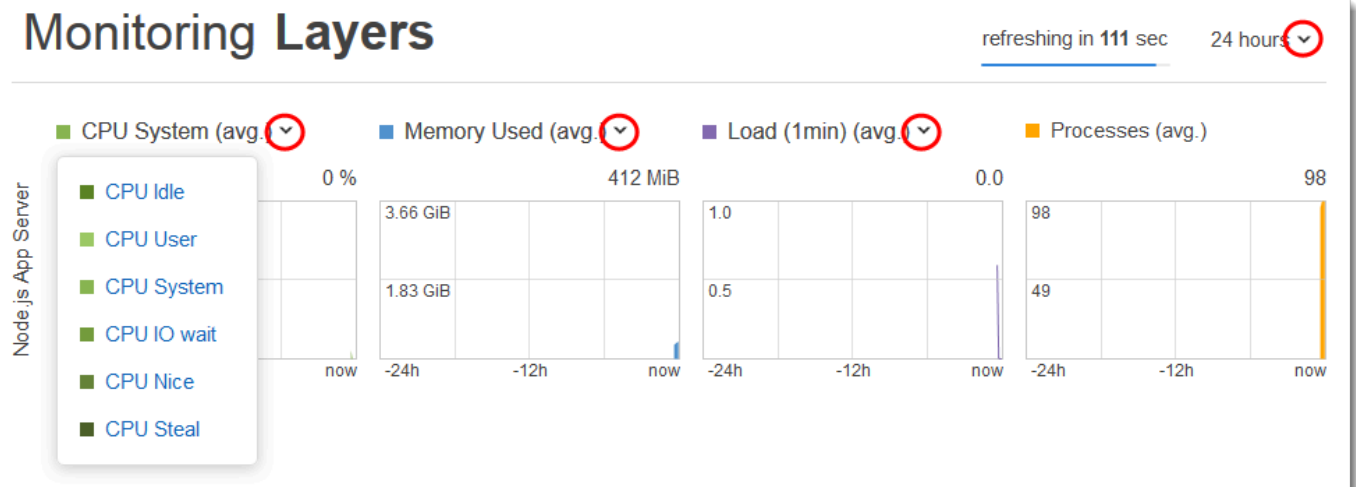 Monitoring Layers
refreshing in 111 sec
24 hours
CPU System (avg.)
Memory Used (avg.)
Load (1min) (avg.)
Processes (avg.)
Node.js App Server
CPU Idle
CPU User
CPU System
CPU IO wait
CPU Nice
CPU Steal
0 %
now
412 MiB
3.66 GiB
1.83 GiB
-24h
-12h
now
0.0
1.0
0.5
-24h
-12h
now
98
98
49
-24h
-12h
now